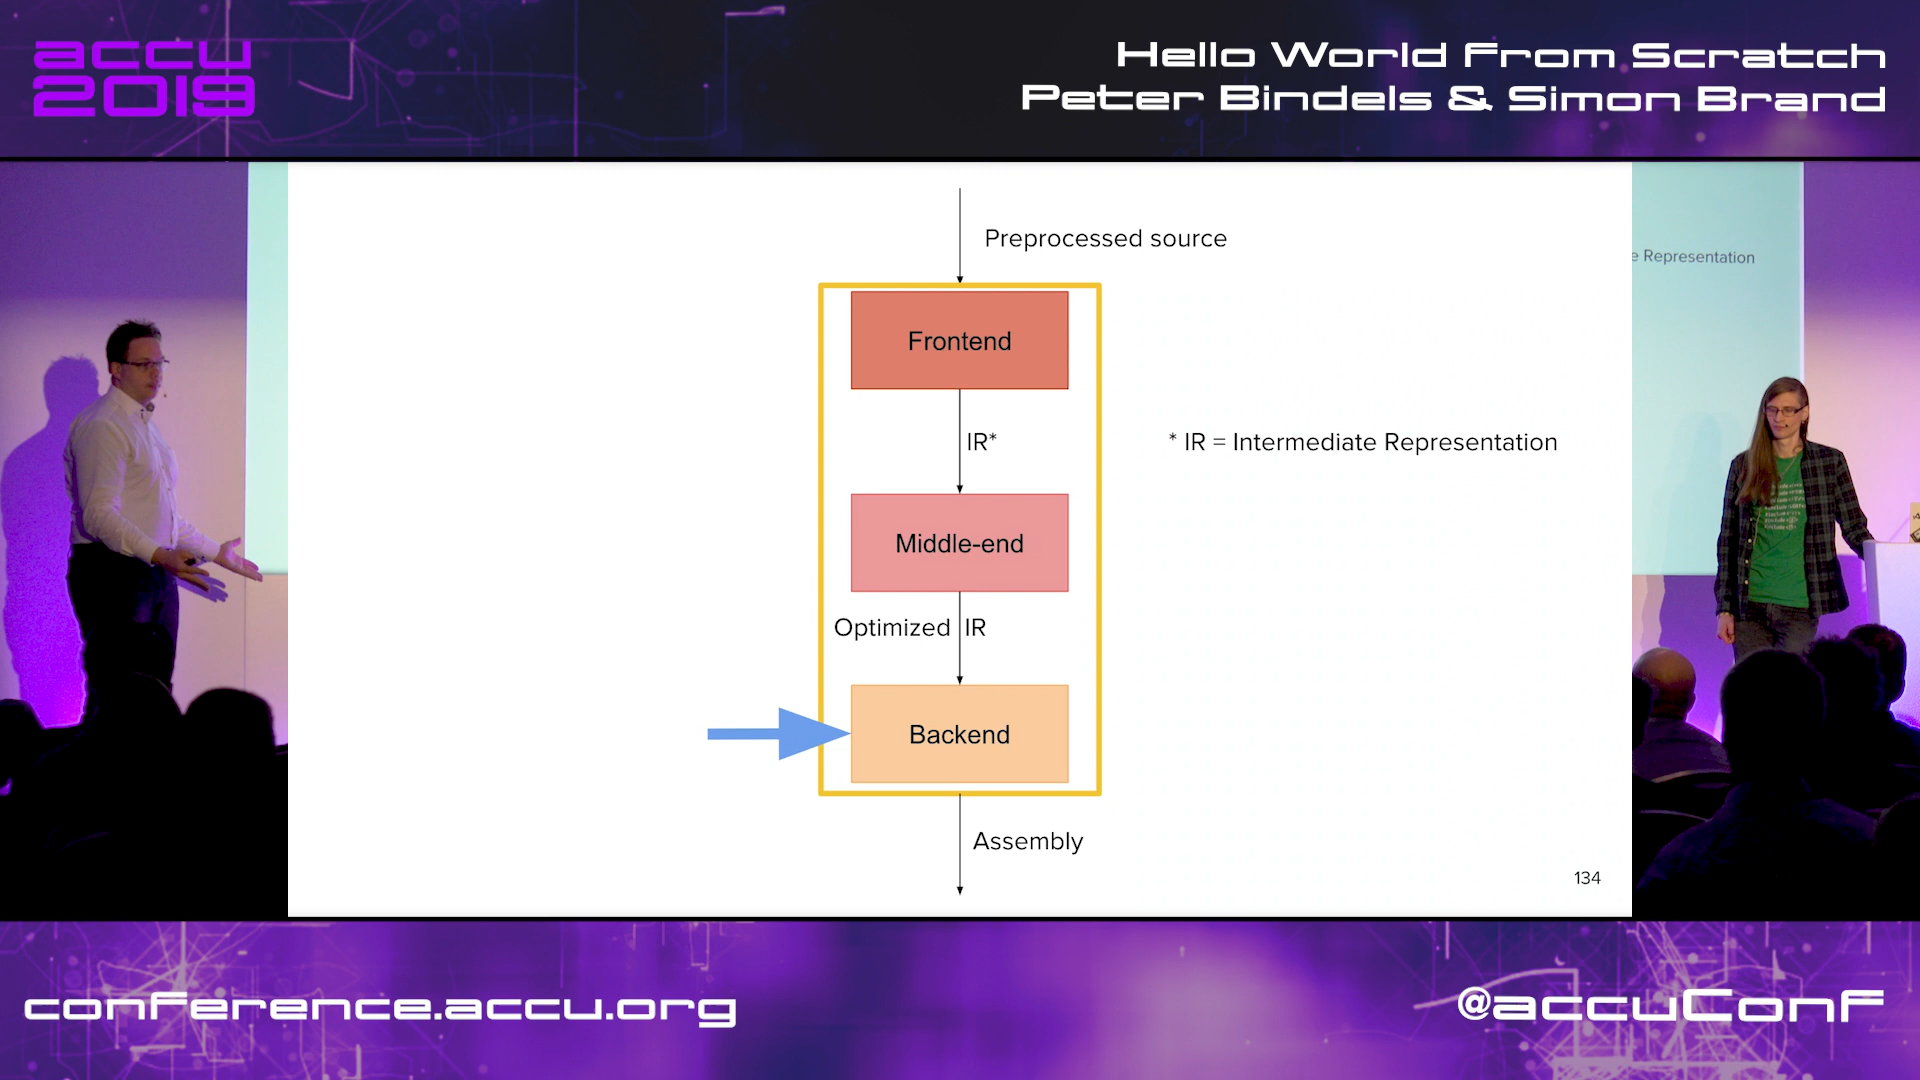 accu
2019
Hello World From Scratch
Peter Bindels & Simon Brand
Preprocessed source
e Representation
Frontend
IR*
* IR = Intermediate Representation
Middle-end
Optimized IR
Backend
Assembly
134
conference.accu.org
@accuConf